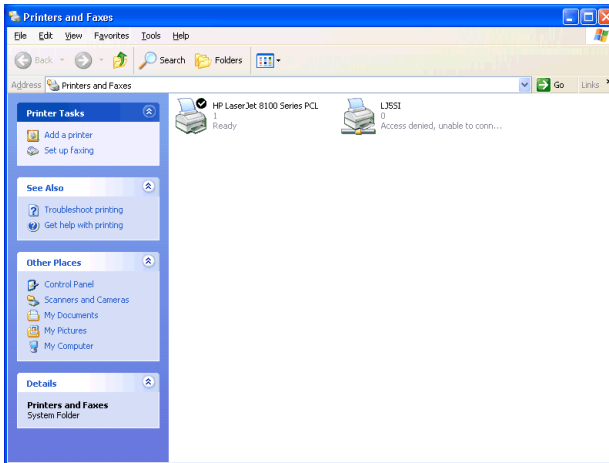 Printers and Faxes
File Edit View Favorites Tools Help
Back Search Folders
Address Printers and Faxes Go Links
Printer Tasks
Add a printer
Set up faxing
See Also
Troubleshoot printing
Get help with printing
Other Places
Control Panel
Scanners and Cameras
My Documents
My Pictures
My Computer
Details
Printers and Faxes
System Folder
HP LaserJet 8100 Series PCL
1
Ready
LJ5SI
0
Access denied, unable to conn...